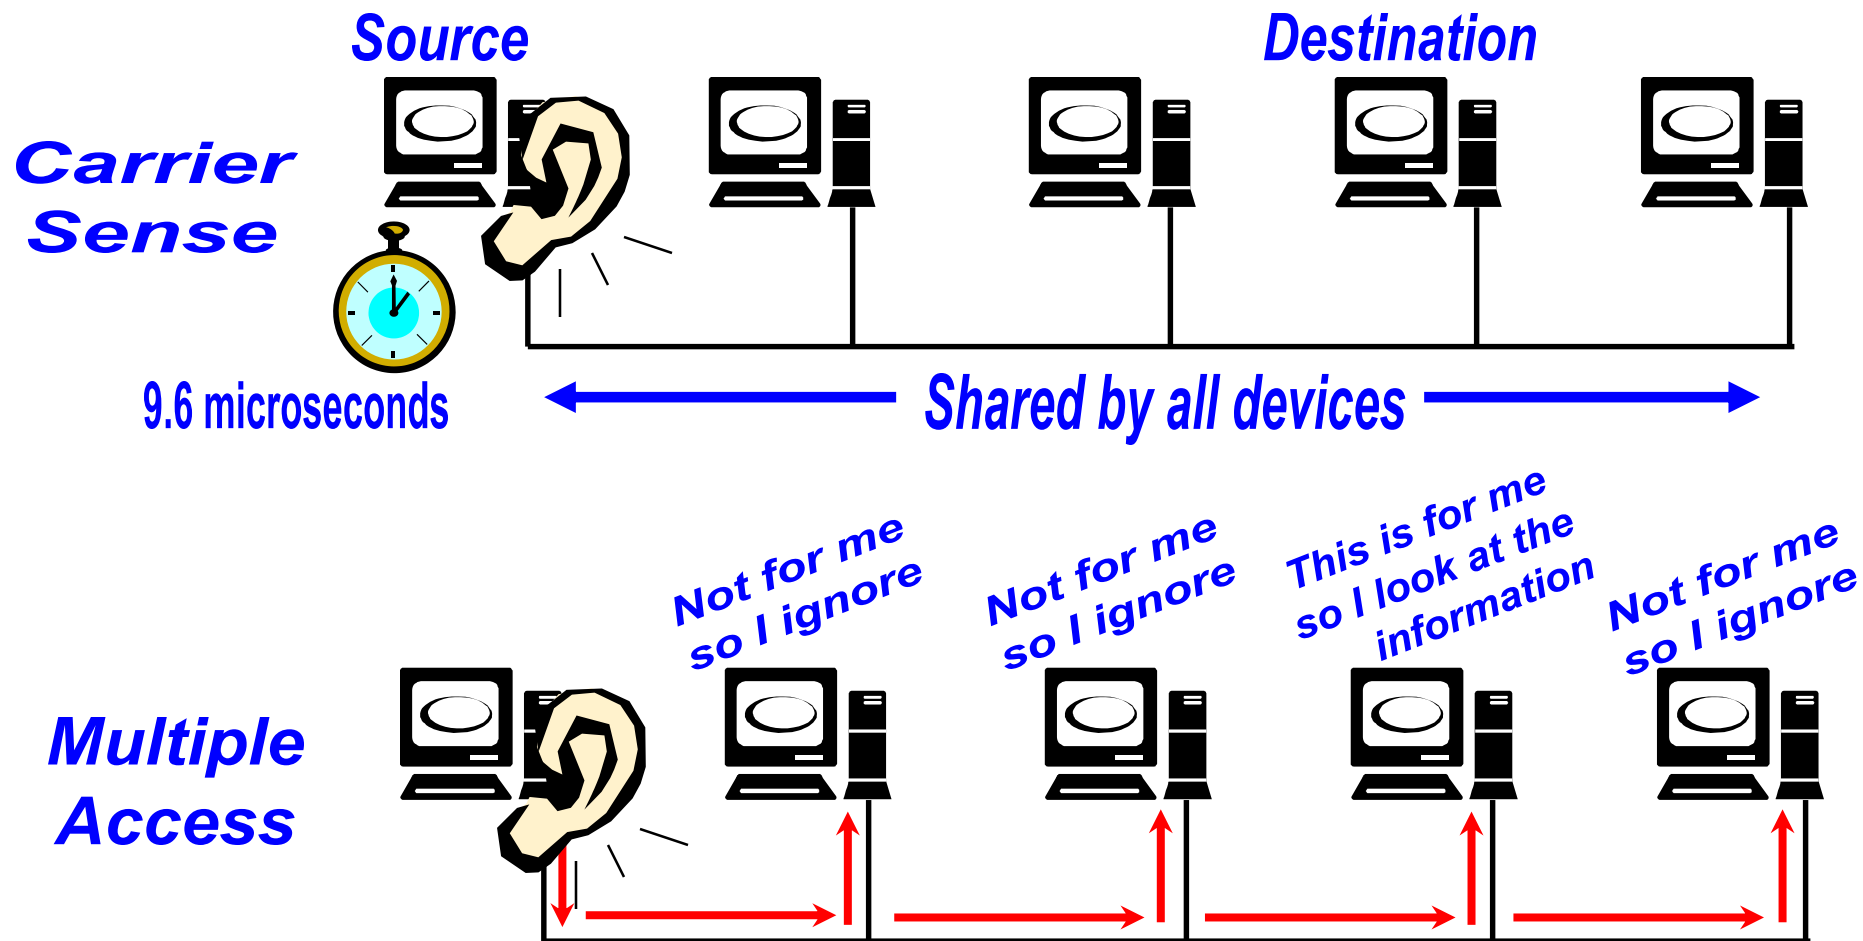 Source
Destination
Carrier
Sense
9.6 microseconds
Shared by all devices
Not for me
so I ignore
Not for me
so I ignore
This is for me
so I look at the
information
Not for me
so I ignore
Multiple
Access